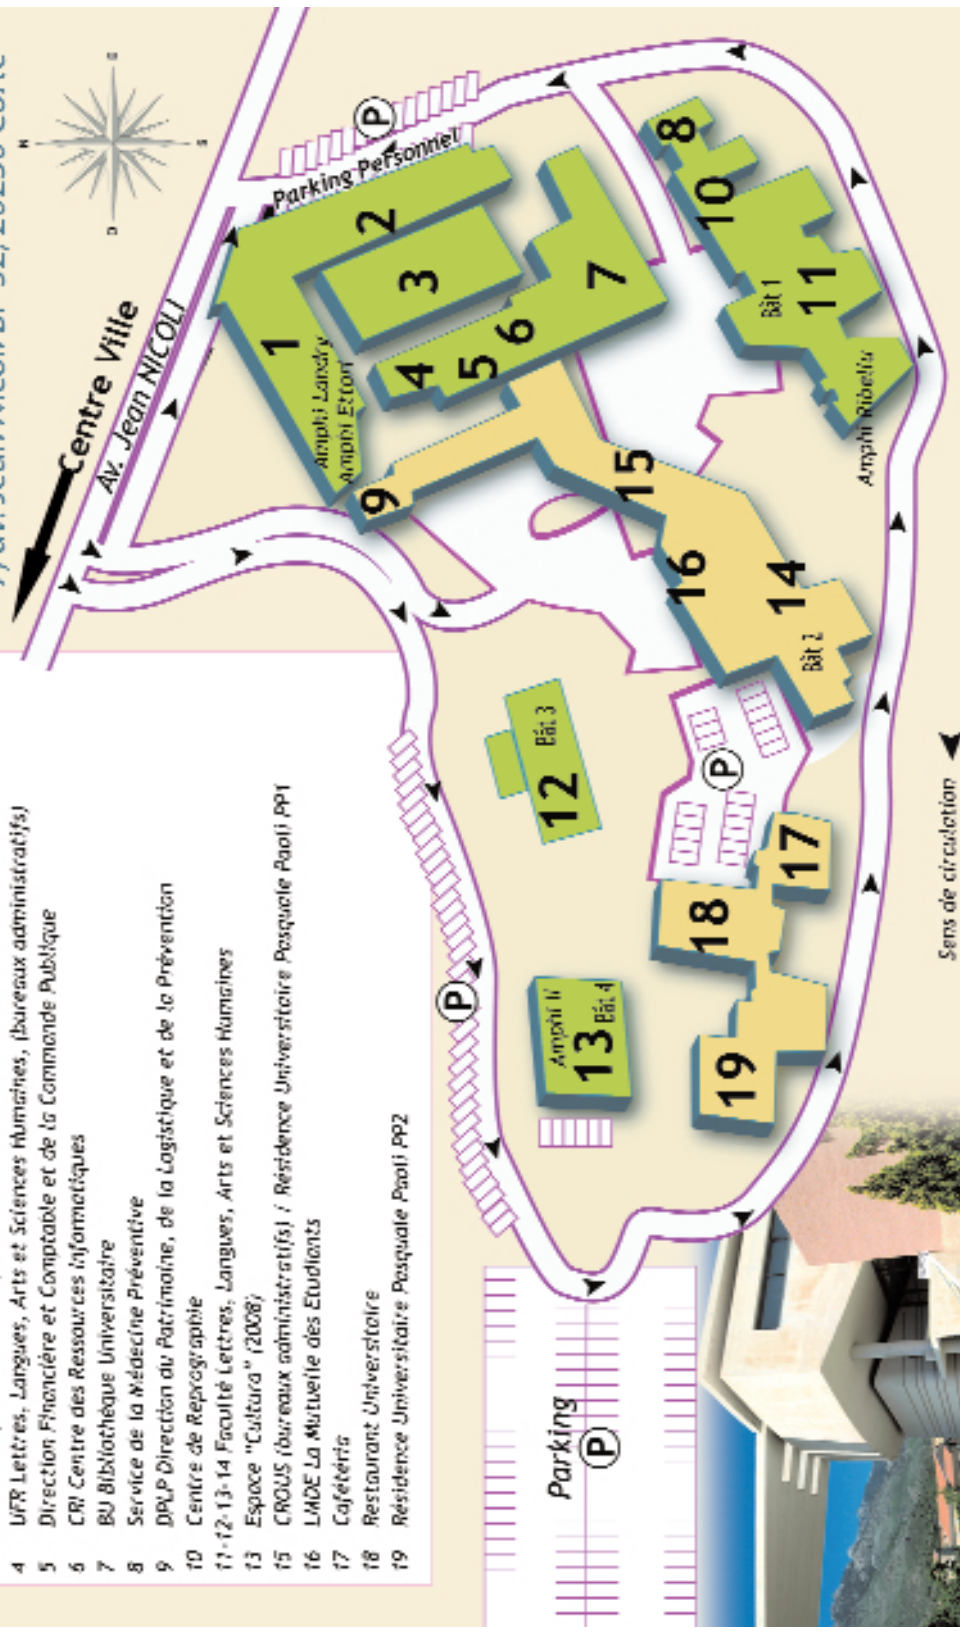 4 UFR Lettres, Langues, Arts et Sciences Humaines, (bureaux administratifs)
5 Direction Financière et Comptable et de la Commande Publique
6 CRI Centre des Ressources Informatiques
7 BU Bibliothèque Universitaire
8 Service de la Médecine Préventive
9 DPLP Direction du Patrimoine, de la Logistique et de la Prévention
10 Centre de Reprographie
11-12-13-14 Faculté Lettres, Langues, Arts et Sciences Humaines
13 Espace "Cultura" (2008)
15 CROUS (bureaux administratifs) / Résidence Universitaire Pasquale Paoli PP1
16 LMDE La Mutuelle des Etudiants
17 Cafétéria
18 Restaurant Universitaire
19 Résidence Universitaire Pasquale Paoli PP2
Centre Ville
Av. Jean NICOLI
N
S
Parking Personnel
P
1
Amphi Landry
Amphi Ettori
2
3
4
5
6
7
8
10
Bât 1
11
Amphi Ribellu
9
15
16
14
Bât 2
12
Bât 3
P
P
13
Amphi
Bât 4
17
18
19
Parking
P
Sens de circulation